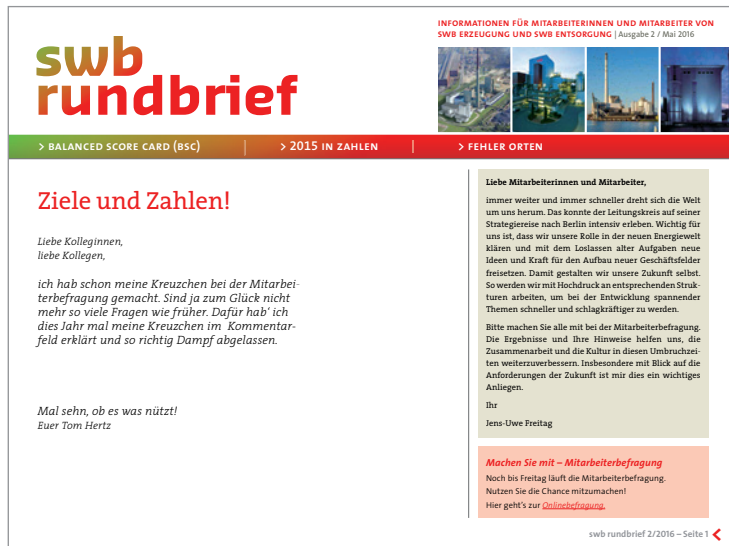 swb
rundbrief
INFORMATIONEN FÜR MITARBEITERINNEN UND MITARBEITER VON
SWB ERZEUGUNG UND SWB ENTSORGUNG | Ausgabe 2 / Mai 2016
> BALANCED SCORE CARD (BSC) | > 2015 IN ZAHLEN | > FEHLER ORTEN
Ziele und Zahlen!
Liebe Kolleginnen,
liebe Kollegen,
ich hab schon meine Kreuzchen bei der Mitarbei-
terbefragung gemacht. Sind ja zum Glück nicht
mehr so viele Fragen wie früher. Dafür hab' ich
dies Jahr mal meine Kreuzchen im Kommentar-
feld erklärt und so richtig Dampf abgelassen.
Mal sehn, ob es was nützt!
Euer Tom Hertz
Liebe Mitarbeiterinnen und Mitarbeiter,
immer weiter und immer schneller dreht sich die Welt
um uns herum. Das konnte der Leitungskreis auf seiner
Strategiereise nach Berlin intensiv erleben. Wichtig für
uns ist, dass wir unsere Rolle in der neuen Energiewelt
klären und mit dem Loslassen alter Aufgaben neue
Ideen und Kraft für den Aufbau neuer Geschäftsfelder
freisetzen. Damit gestalten wir unsere Zukunft selbst.
So werden wir mit Hochdruck an entsprechenden Struk-
turen arbeiten, um bei der Entwicklung spannender
Themen schneller und schlagkräftiger zu werden.
Bitte machen Sie alle mit bei der Mitarbeiterbefragung.
Die Ergebnisse und Ihre Hinweise helfen uns, die
Zusammenarbeit und die Kultur in diesen Umbruchzei-
ten weiterzuverbessern. Insbesondere mit Blick auf die
Anforderungen der Zukunft ist mir dies ein wichtiges
Anliegen.
Ihr
Jens-Uwe Freitag
Machen Sie mit – Mitarbeiterbefragung
Noch bis Freitag läuft die Mitarbeiterbefragung.
Nutzen Sie die Chance mitzumachen!
Hier geht's zur Onlinebefragung.
swb rundbrief 2/2016 – Seite 1